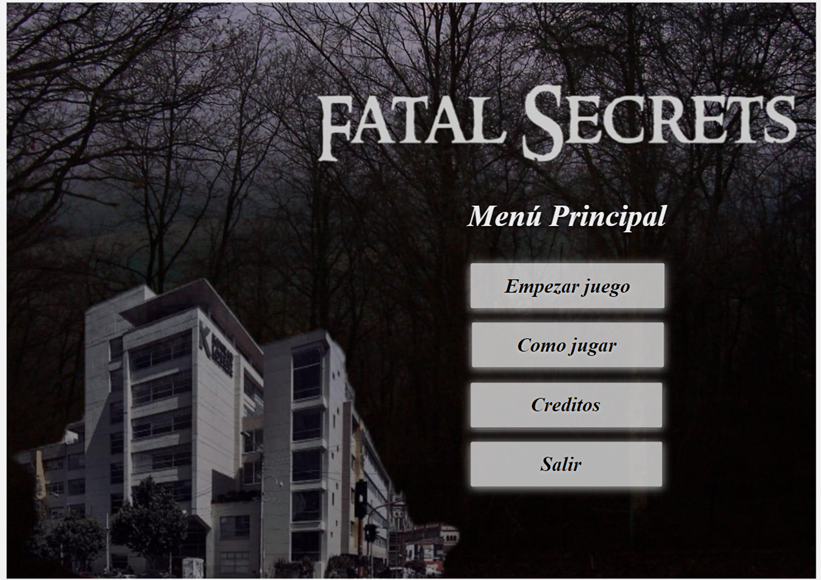 FATAL SECRETS
Menú Principal
Empezar juego
Como jugar
Creditos
Salir
K